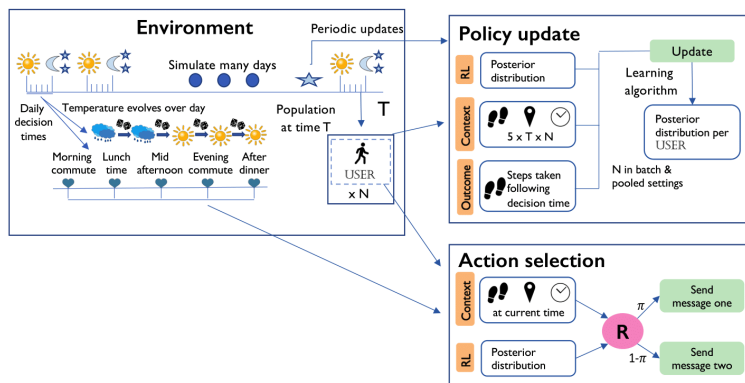 Environment
Periodic updates
Simulate many days
Daily
decision
times
Temperature evolves over day
Population
at time T
T
Morning
commute
Lunch
time
Mid
afternoon
Evening
commute
After
dinner
USER
x N
Policy update
RL
Posterior
distribution
Context
5 x T x N
Outcome
Steps taken
following
decision time
Update
Learning
algorithm
Posterior
distribution per
USER
N in batch &
pooled settings
Action selection
Context
at current time
RL
Posterior
distribution
R
π
1-π
Send
message one
Send
message two